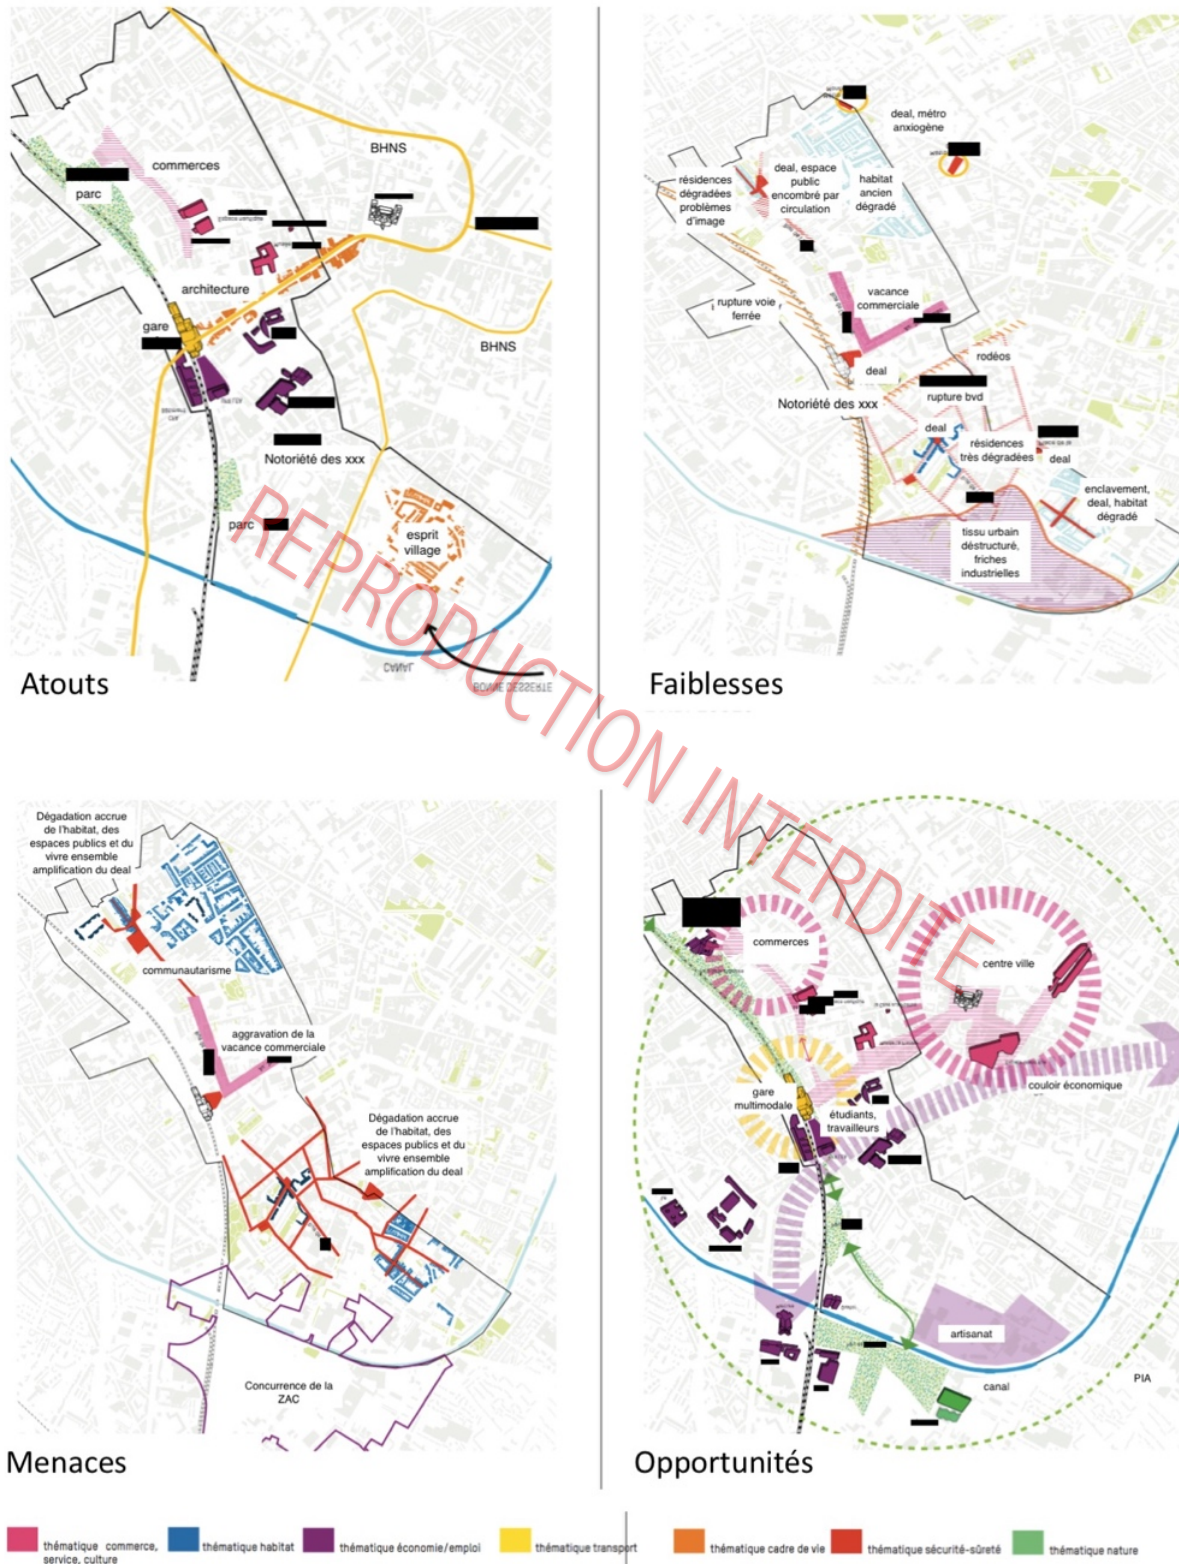 BHNS
commerces
parc
architecture
gare
BHNS
Notoriété des xxx
parc
esprit
village
CANAL
BONNE DESSERTE
Atouts
deal, métro
anxiogène
résidences
dégradées
problèmes
d'image
deal, espace
public
encombré par
circulation
habitat
ancien
dégradé
rupture voie
ferrée
vacance
commerciale
rodéos
deal
rupture bvd
Notoriété des xxx
deal
résidences
très dégradées
deal
enclavement,
deal, habitat
dégradé
tissu urbain
déstructuré,
friches
industrielles
Faiblesses
REPRODUCTION INTERDITE
Dégadation accrue
de l'habitat, des
espaces publics et du
vivre ensemble
amplification du deal
communautarisme
aggravation de la
vacance commerciale
Dégadation accrue
de l'habitat, des
espaces publics et du
vivre ensemble
amplification du deal
Concurrence de la
ZAC
Menaces
commerces
centre ville
couloir économique
gare
multimodale
étudiants,
travailleurs
artisanat
canal
PIA
Opportunités
thématique commerce,
service, culture
thématique habitat
thématique économie/emploi
thématique transport
thématique cadre de vie
thématique sécurité-sûreté
thématique nature